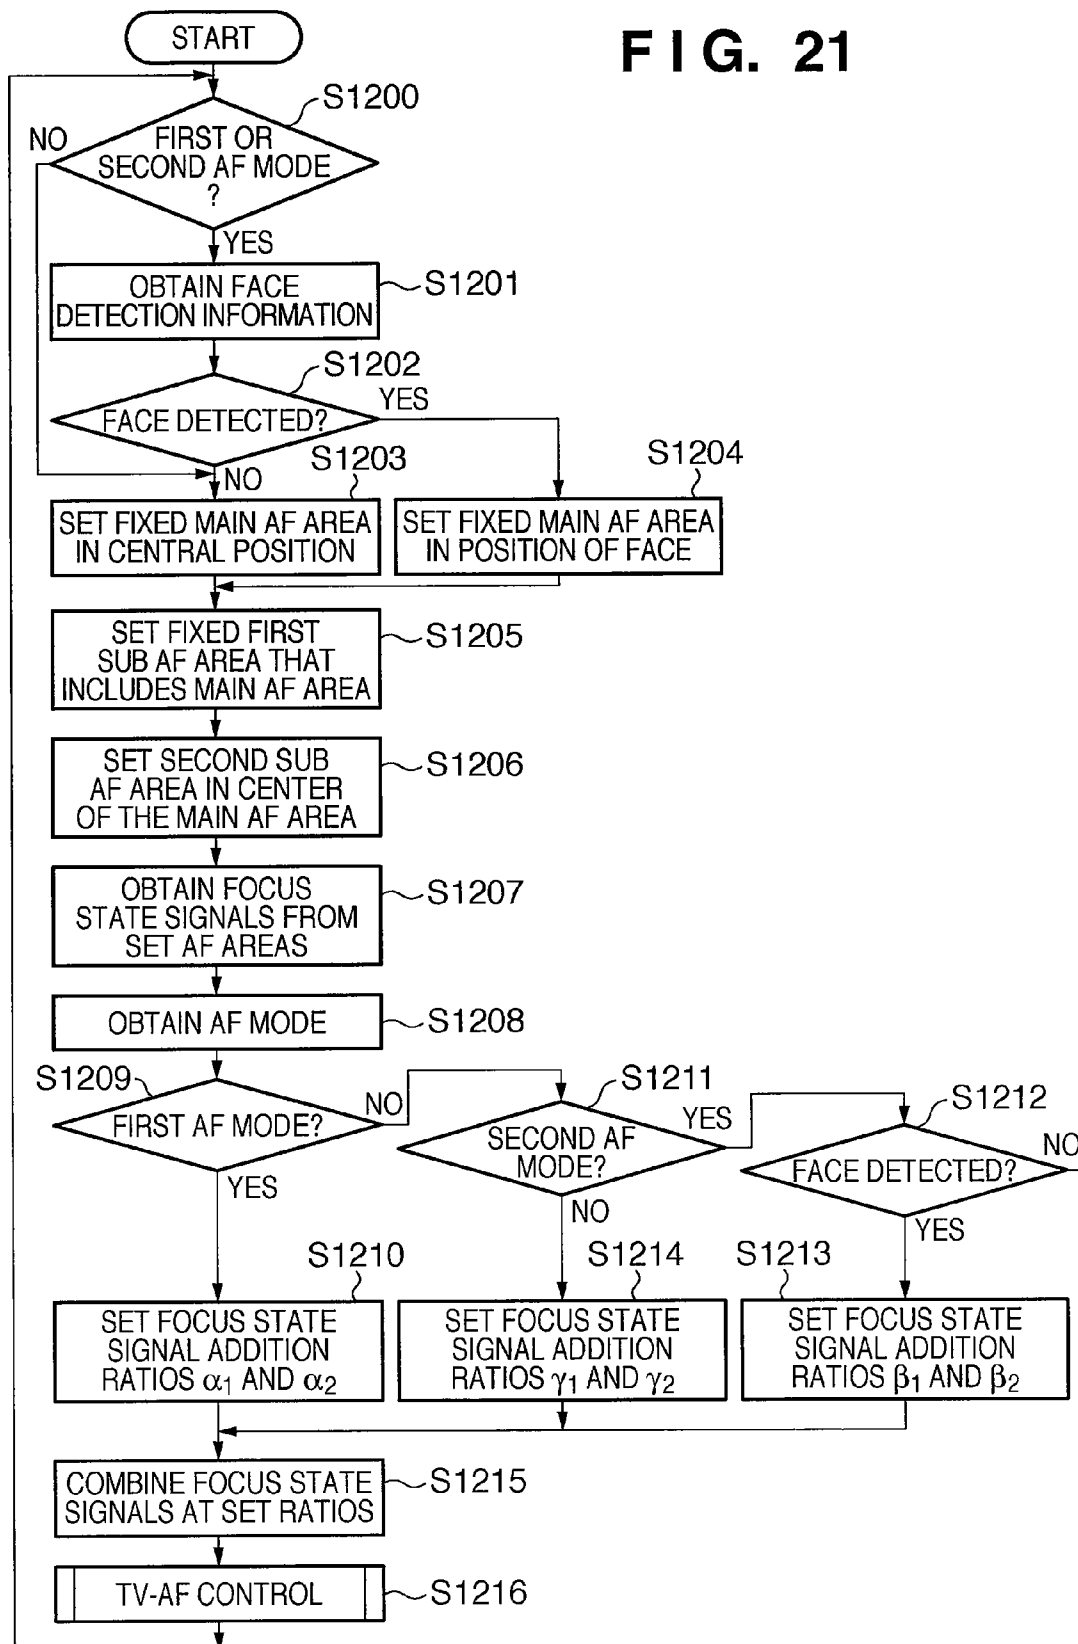 FIG. 21
START
S1200
NO
FIRST OR
SECOND AF MODE
?
YES
OBTAIN FACE
DETECTION INFORMATION
S1201
S1202
FACE DETECTED?
YES
NO
S1203
S1204
SET FIXED MAIN AF AREA
IN CENTRAL POSITION
SET FIXED MAIN AF AREA
IN POSITION OF FACE
SET FIXED FIRST
SUB AF AREA THAT
INCLUDES MAIN AF AREA
S1205
SET SECOND SUB
AF AREA IN CENTER
OF THE MAIN AF AREA
S1206
OBTAIN FOCUS
STATE SIGNALS FROM
SET AF AREAS
S1207
OBTAIN AF MODE
S1208
S1209
FIRST AF MODE?
NO
YES
S1211
SECOND AF
MODE?
YES
NO
S1212
FACE DETECTED?
NO
YES
S1210
SET FOCUS STATE
SIGNAL ADDITION
RATIOS α₁ AND α₂
S1214
SET FOCUS STATE
SIGNAL ADDITION
RATIOS γ₁ AND γ₂
S1213
SET FOCUS STATE
SIGNAL ADDITION
RATIOS β₁ AND β₂
COMBINE FOCUS STATE
SIGNALS AT SET RATIOS
S1215
TV-AF CONTROL
S1216